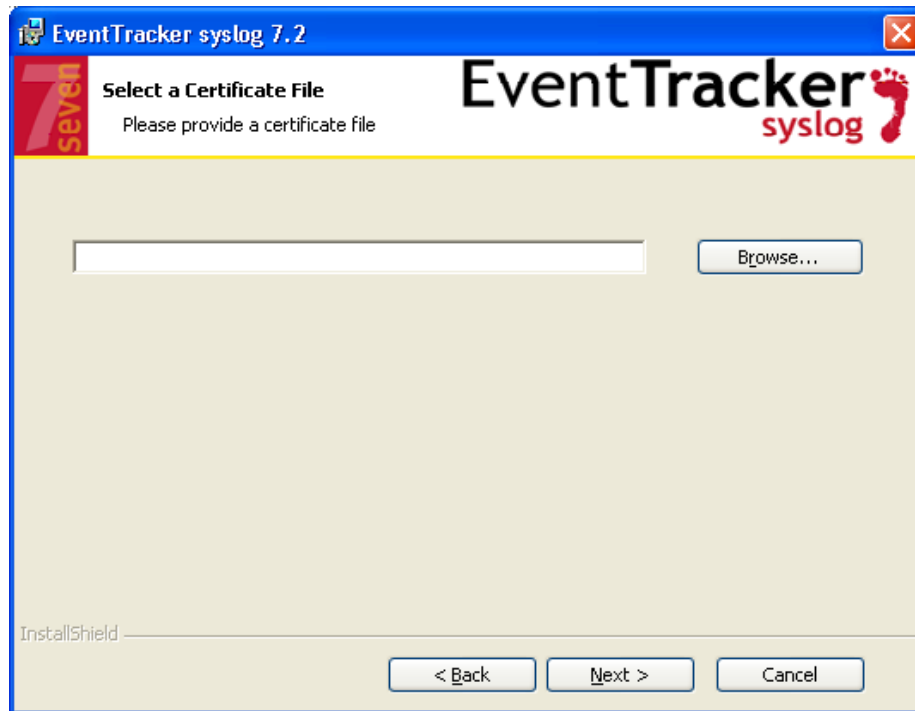 EventTracker syslog 7.2
7 seven
Select a Certificate File
Please provide a certificate file
EventTracker
syslog
Browse...
InstallShield
< Back
Next >
Cancel